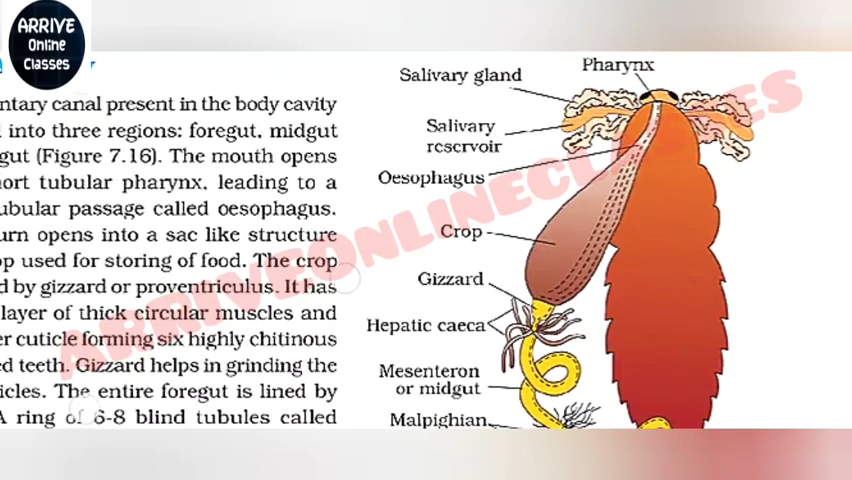 ARRIVE
Online
Classes
ntary canal present in the body cavity
into three regions: foregut, midgut
gut (Figure 7.16). The mouth opens
ort tubular pharynx, leading to a
ubular passage called oesophagus.
urn opens into a sac like structure
op used for storing of food. The crop
d by gizzard or proventriculus. It has
layer of thick circular muscles and
er cuticle forming six highly chitinous
ed teeth. Gizzard helps in grinding the
icles. The entire foregut is lined by
A ring of 6-8 blind tubules called
Pharynx
Salivary gland
Salivary
reservoir
Oesophagus
Crop
Gizzard
Hepatic caeca
Mesenteron
or midgut
Malpighian
ARRIVEONLINECLASSES